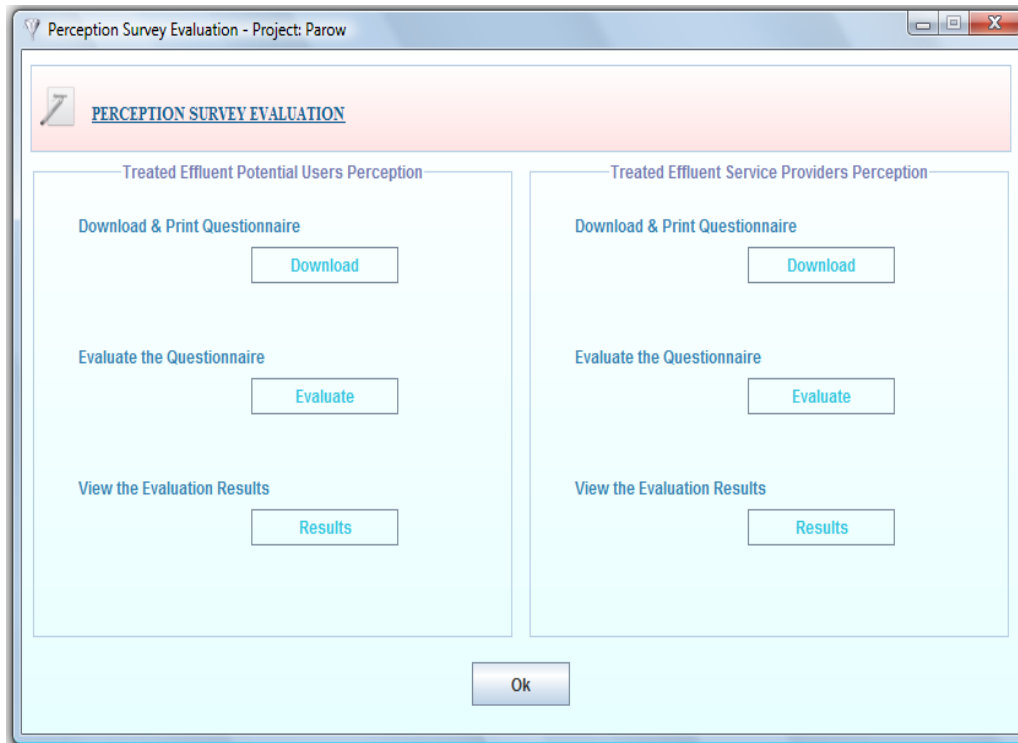 Perception Survey Evaluation - Project: Parow
PERCEPTION SURVEY EVALUATION
Treated Effluent Potential Users Perception
Download & Print Questionnaire
Download
Evaluate the Questionnaire
Evaluate
View the Evaluation Results
Results
Treated Effluent Service Providers Perception
Download & Print Questionnaire
Download
Evaluate the Questionnaire
Evaluate
View the Evaluation Results
Results
Ok